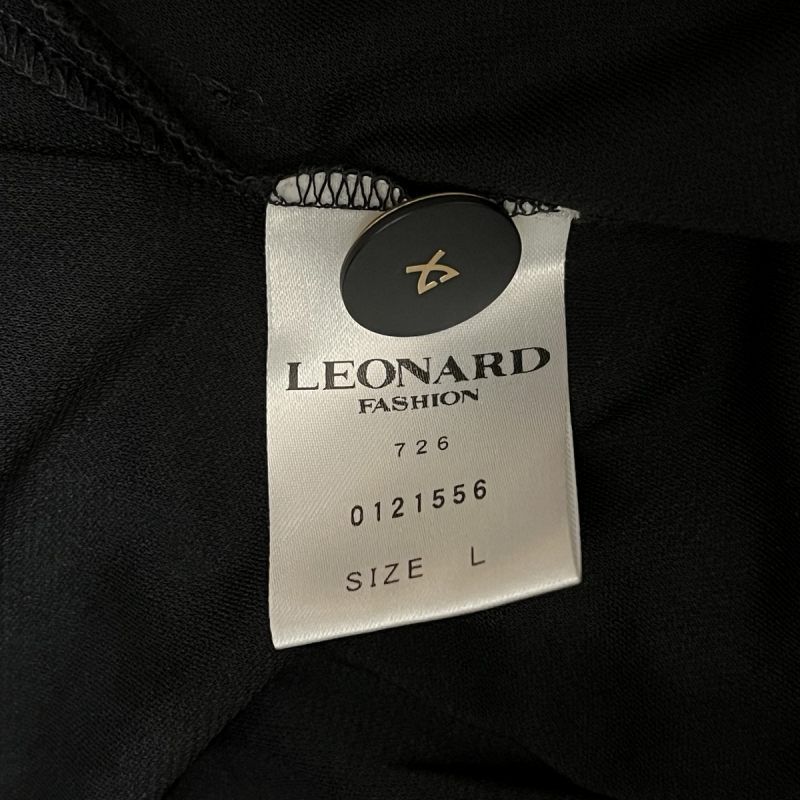 LEONARD
FASHION
726
0121556
SIZE L